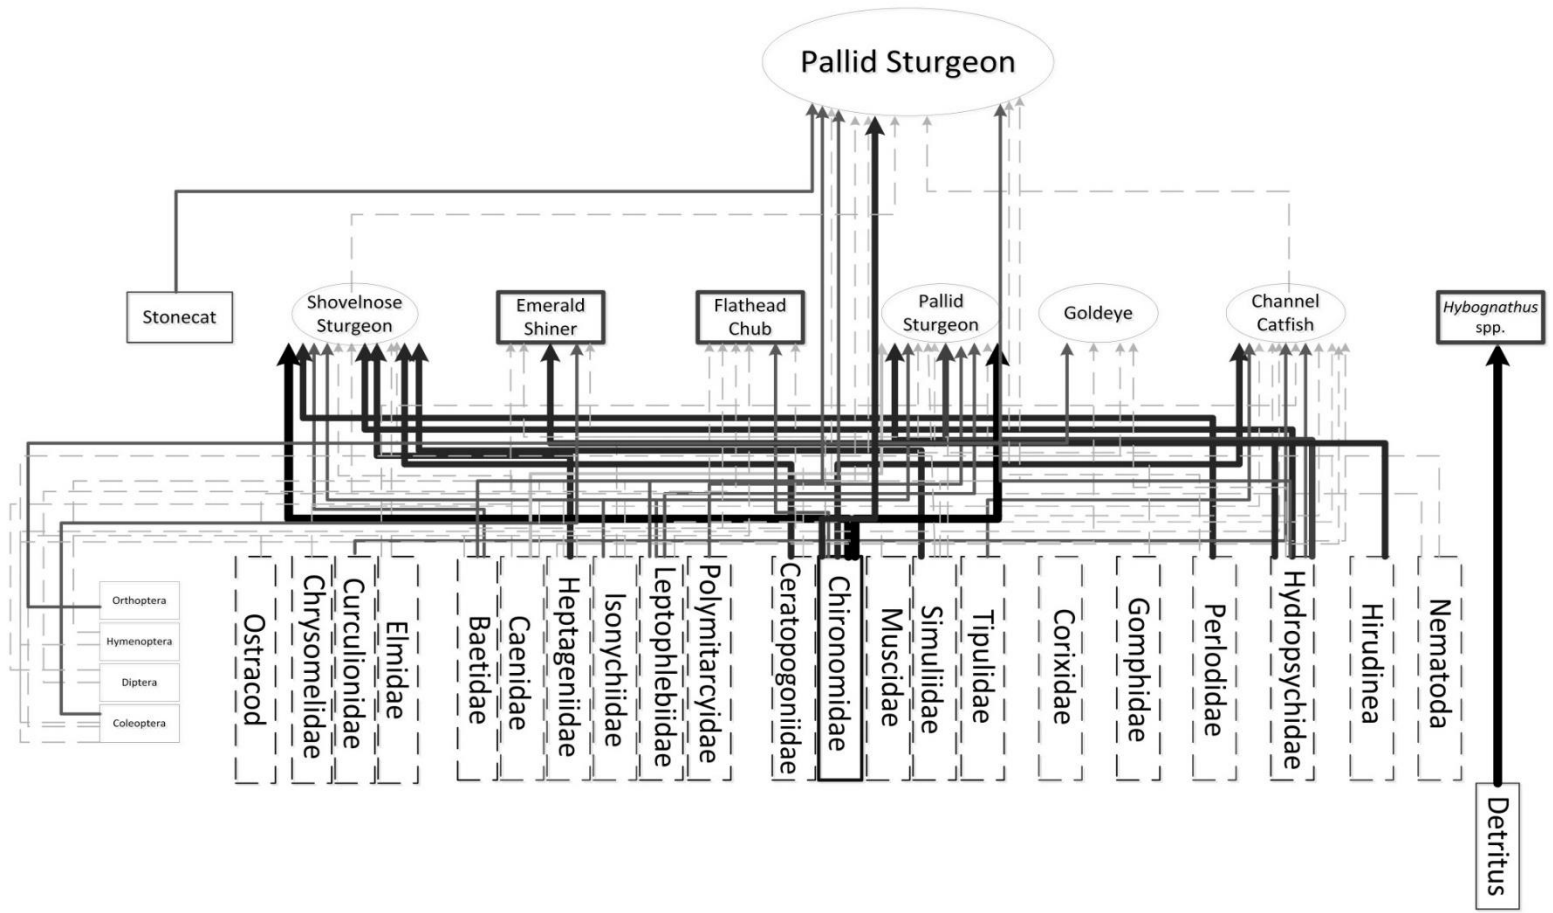 Pallid Sturgeon
Stonecat
Shovelnose
Sturgeon
Emerald
Shiner
Flathead
Chub
Pallid
Sturgeon
Goldeye
Channel
Catfish
Hybognathus
spp.
Orthoptera
Hymenoptera
Diptera
Coleoptera
Ostracod
Chrysomelidae
Curculionidae
Elmidae
Baetidae
Caenidae
Heptageniidae
Isonychiidae
Leptophlebiidae
Polymitarcyidae
Ceratopogoniidae
Chironomidae
Muscidae
Simuliidae
Tipulidae
Corixidae
Gomphidae
Perlodidae
Hydropsychidae
Hirudinea
Nematoda
Detritus